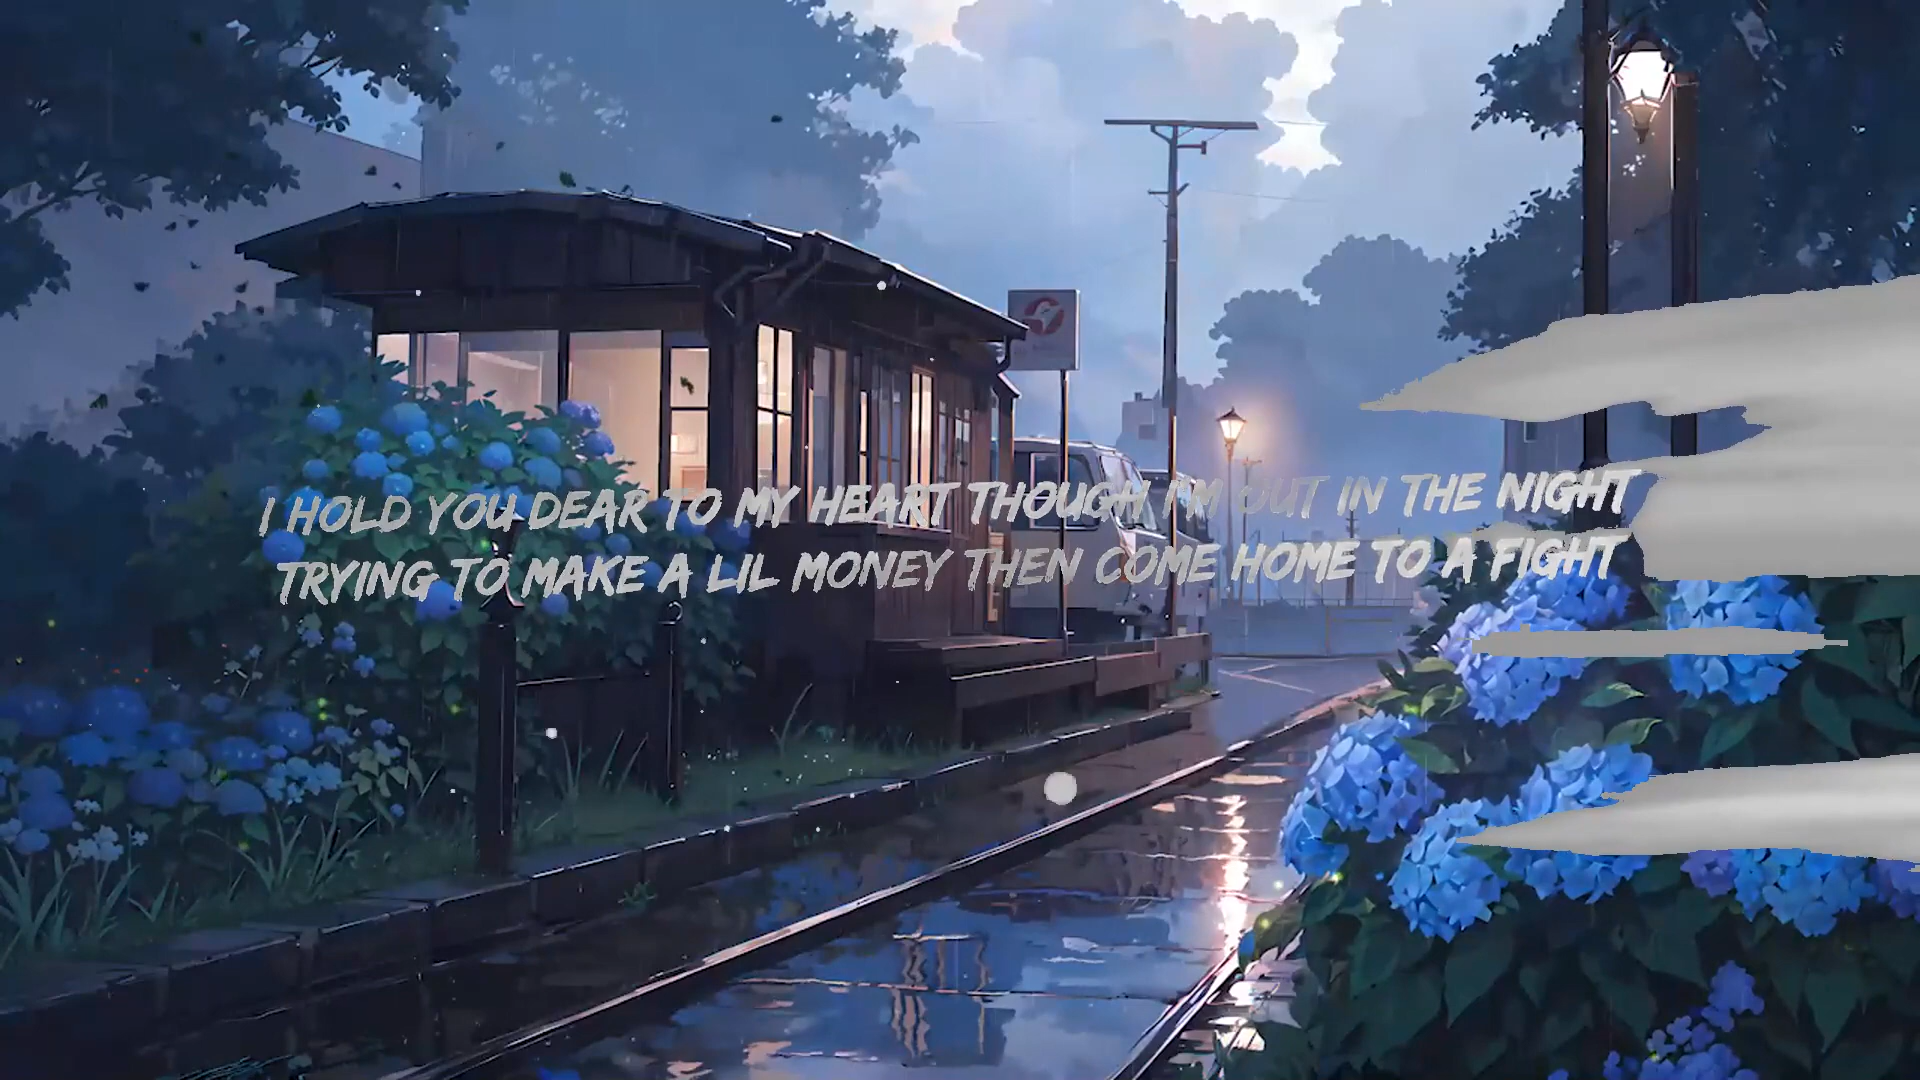 I HOLD YOU DEAR TO MY HEART THOUGH I'M OUT IN THE NIGHT
TRYING TO MAKE A LIL MONEY THEN COME HOME TO A FIGHT